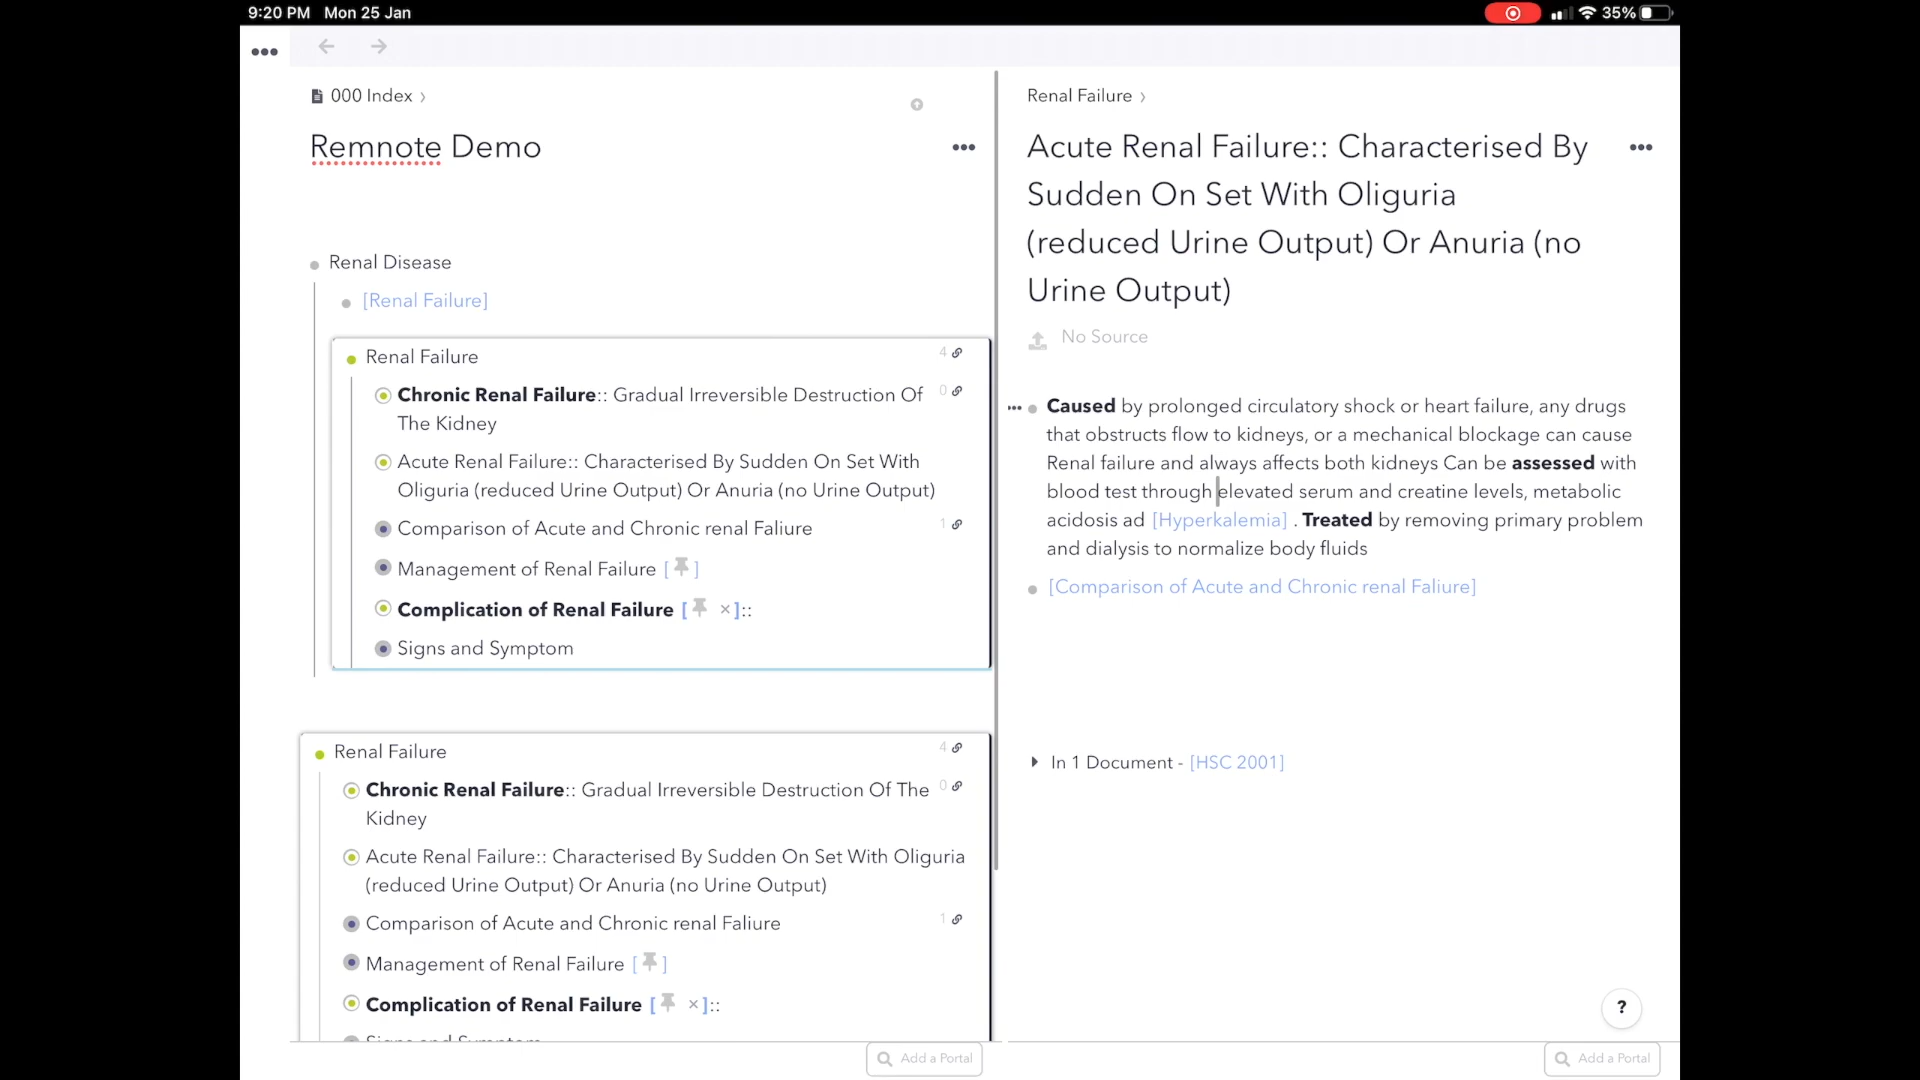 9:20 PM Mon 25 Jan
35%
000 Index ›
Remnote Demo
Renal Disease
[Renal Failure]
Renal Failure
4
Chronic Renal Failure:: Gradual Irreversible Destruction Of
0
The Kidney
Acute Renal Failure:: Characterised By Sudden On Set With
Oliguria (reduced Urine Output) Or Anuria (no Urine Output)
Comparison of Acute and Chronic renal Faliure
1
Management of Renal Failure [ ]
Complication of Renal Failure [ ×]::
Signs and Symptom
Renal Failure
4
Chronic Renal Failure:: Gradual Irreversible Destruction Of The
0
Kidney
Acute Renal Failure:: Characterised By Sudden On Set With Oliguria
(reduced Urine Output) Or Anuria (no Urine Output)
Comparison of Acute and Chronic renal Faliure
1
Management of Renal Failure [ ]
Complication of Renal Failure [ ×]::
Signs and Symptom
Add a Portal
Renal Failure ›
Acute Renal Failure:: Characterised By
Sudden On Set With Oliguria
(reduced Urine Output) Or Anuria (no
Urine Output)
No Source
Caused by prolonged circulatory shock or heart failure, any drugs
that obstructs flow to kidneys, or a mechanical blockage can cause
Renal failure and always affects both kidneys Can be assessed with
blood test through elevated serum and creatine levels, metabolic
acidosis ad [Hyperkalemia] . Treated by removing primary problem
and dialysis to normalize body fluids
[Comparison of Acute and Chronic renal Faliure]
In 1 Document - [HSC 2001]
?
Add a Portal